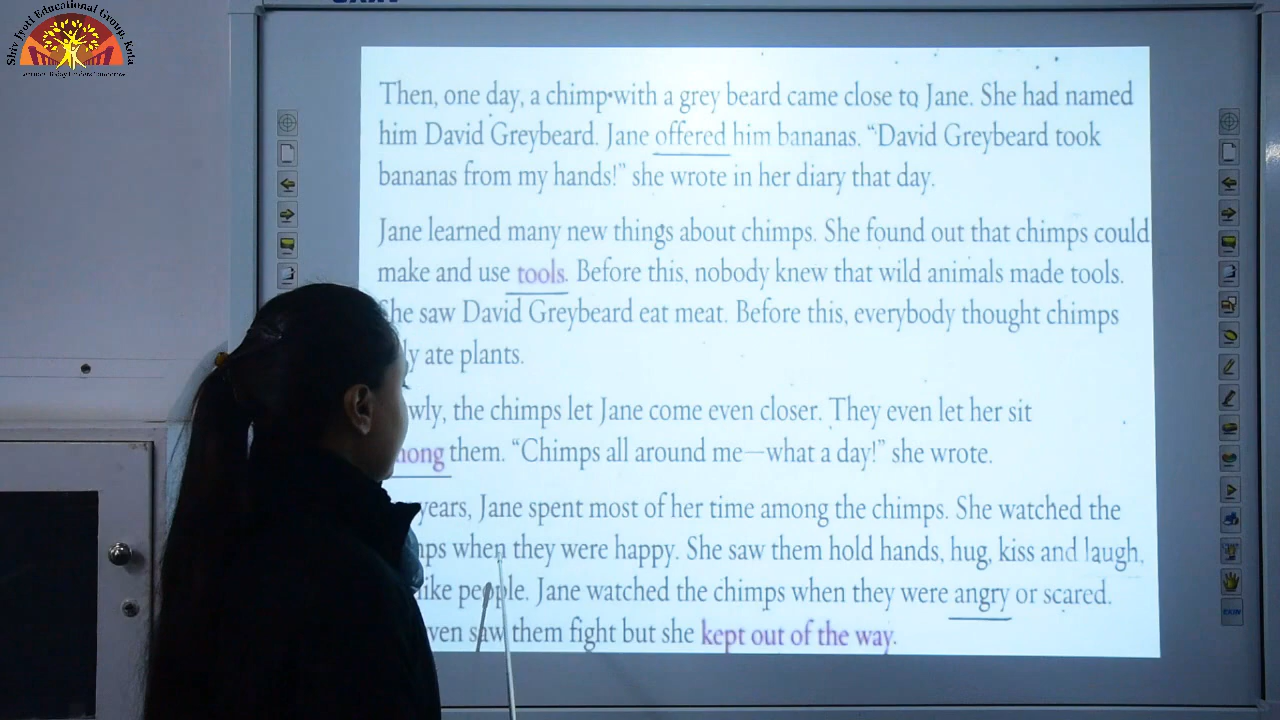 Shiv Jyoti Educational Group, Kota
Then, one day, a chimp with a grey beard came close to Jane. She had named
him David Greybeard. Jane offered him bananas. “David Greybeard took
bananas from my hands!” she wrote in her diary that day.
Jane learned many new things about chimps. She found out that chimps could
make and use tools. Before this, nobody knew that wild animals made tools.
he saw David Greybeard eat meat. Before this, everybody thought chimps
ly ate plants.
wly, the chimps let Jane come even closer. They even let her sit
ong them. “Chimps all around me—what a day!” she wrote.
years, Jane spent most of her time among the chimps. She watched the
ps when they were happy. She saw them hold hands, hug, kiss and laugh,
like people. Jane watched the chimps when they were angry or scared.
ven saw them fight but she kept out of the way.